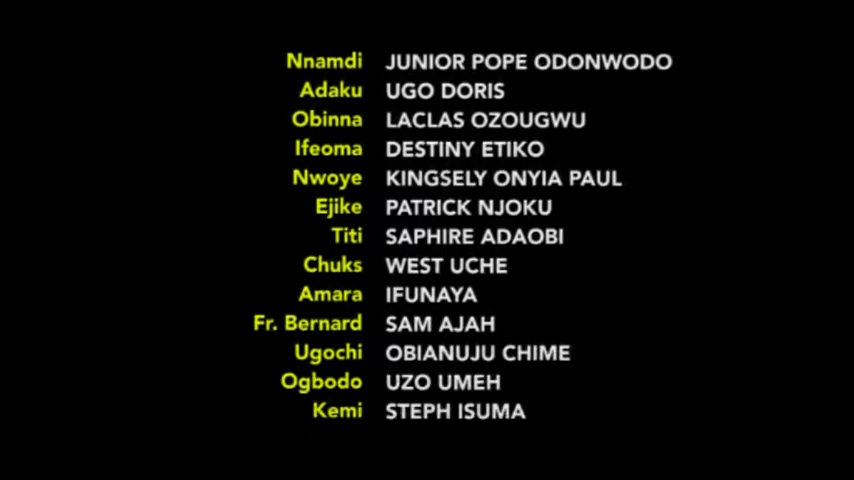 Nnamdi JUNIOR POPE ODONWODO
Adaku UGO DORIS
Obinna LACLAS OZOUGWU
Ifeoma DESTINY ETIKO
Nwoye KINGSELY ONYIA PAUL
Ejike PATRICK NJOKU
Titi SAPHIRE ADAOBI
Chuks WEST UCHE
Amara IFUNAYA
Fr. Bernard SAM AJAH
Ugochi OBIANUJU CHIME
Ogbodo UZO UMEH
Kemi STEPH ISUMA